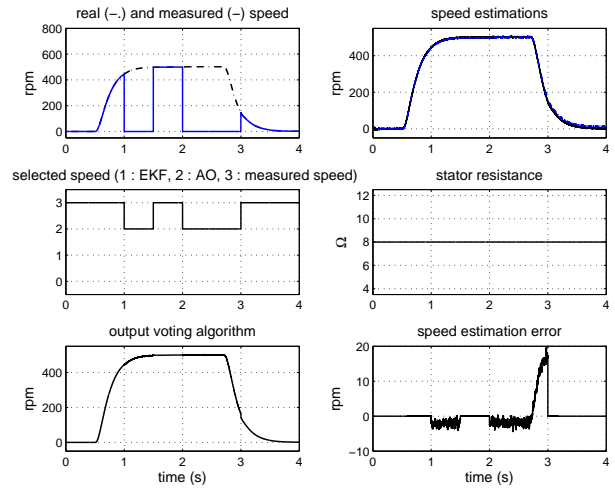 real (−.) and measured (−) speed
800
600
400
200
0
rpm
0 1 2 3 4
speed estimations
400
200
0
rpm
0 1 2 3 4
selected speed (1 : EKF, 2 : AO, 3 : measured speed)
3
2
1
0
0 1 2 3 4
stator resistance
12
10
8
6
4
Ω
0 1 2 3 4
output voting algorithm
400
200
0
rpm
0 1 2 3 4
time (s)
speed estimation error
20
10
0
−10
rpm
0 1 2 3 4
time (s)